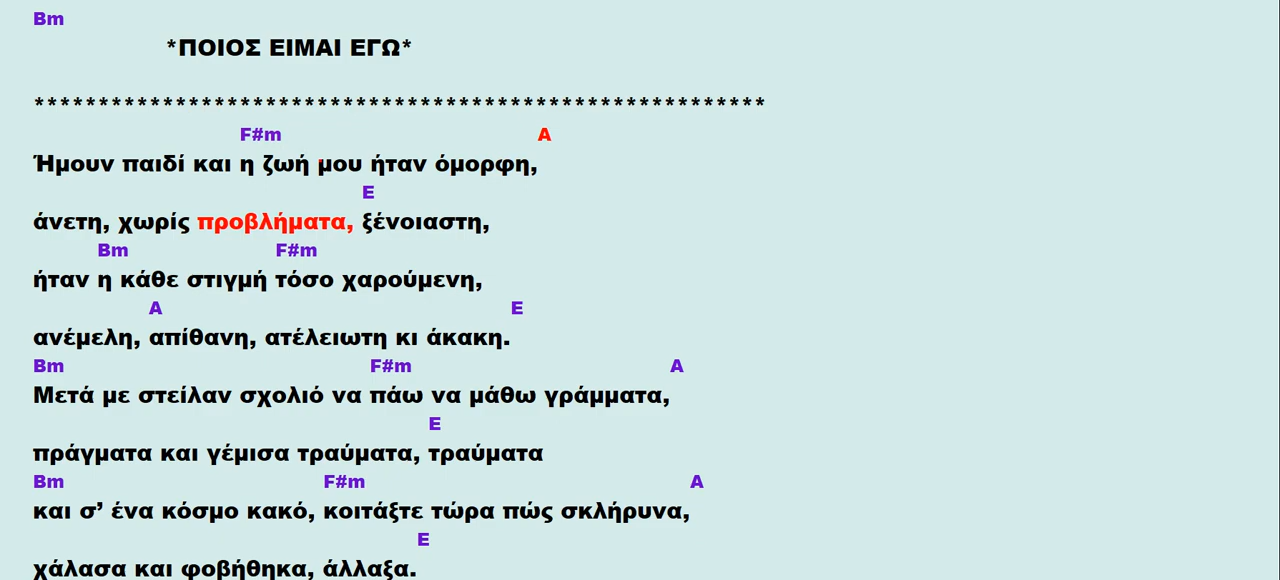 Bm
*ΠΟΙΟΣ ΕΙΜΑΙ ΕΓΩ*
*********************************************************
F#m A
Ήμουν παιδί και η ζωή μου ήταν όμορφη,
E
άνετη, χωρίς προβλήματα, ξένοιαστη,
Bm F#m
ήταν η κάθε στιγμή τόσο χαρούμενη,
A E
ανέμελη, απίθανη, ατέλειωτη κι άκακη.
Bm F#m A
Μετά με στείλαν σχολιό να πάω να μάθω γράμματα,
E
πράγματα και γέμισα τραύματα, τραύματα
Bm F#m A
και σ’ ένα κόσμο κακό, κοιτάξτε τώρα πώς σκλήρυνα,
E
χάλασα και φοβήθηκα, άλλαξα.